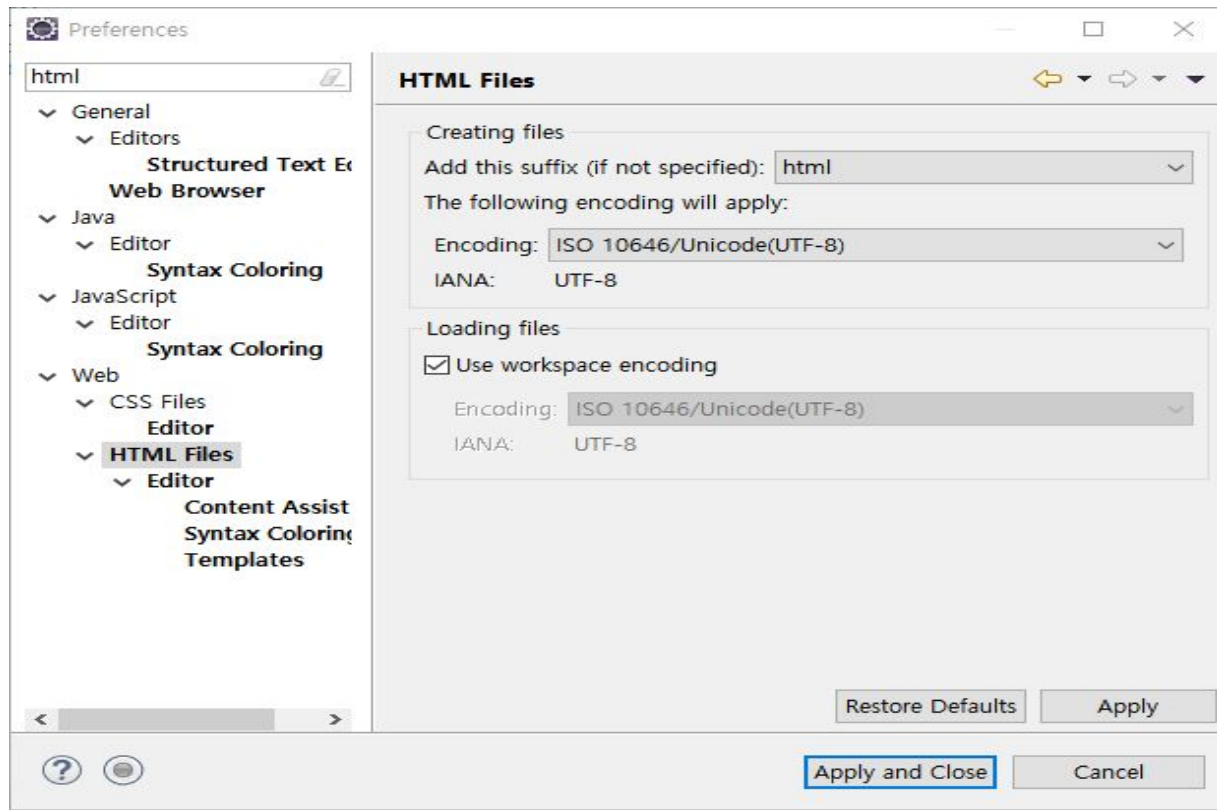 Preferences
html
General
Editors
Structured Text Ec
Web Browser
Java
Editor
Syntax Coloring
JavaScript
Editor
Syntax Coloring
Web
CSS Files
Editor
HTML Files
Editor
Content Assist
Syntax Coloring
Templates
HTML Files
Creating files
Add this suffix (if not specified): html
The following encoding will apply:
Encoding: ISO 10646/Unicode(UTF-8)
IANA: UTF-8
Loading files
Use workspace encoding
Encoding: ISO 10646/Unicode(UTF-8)
IANA: UTF-8
Restore Defaults Apply
? Apply and Close Cancel